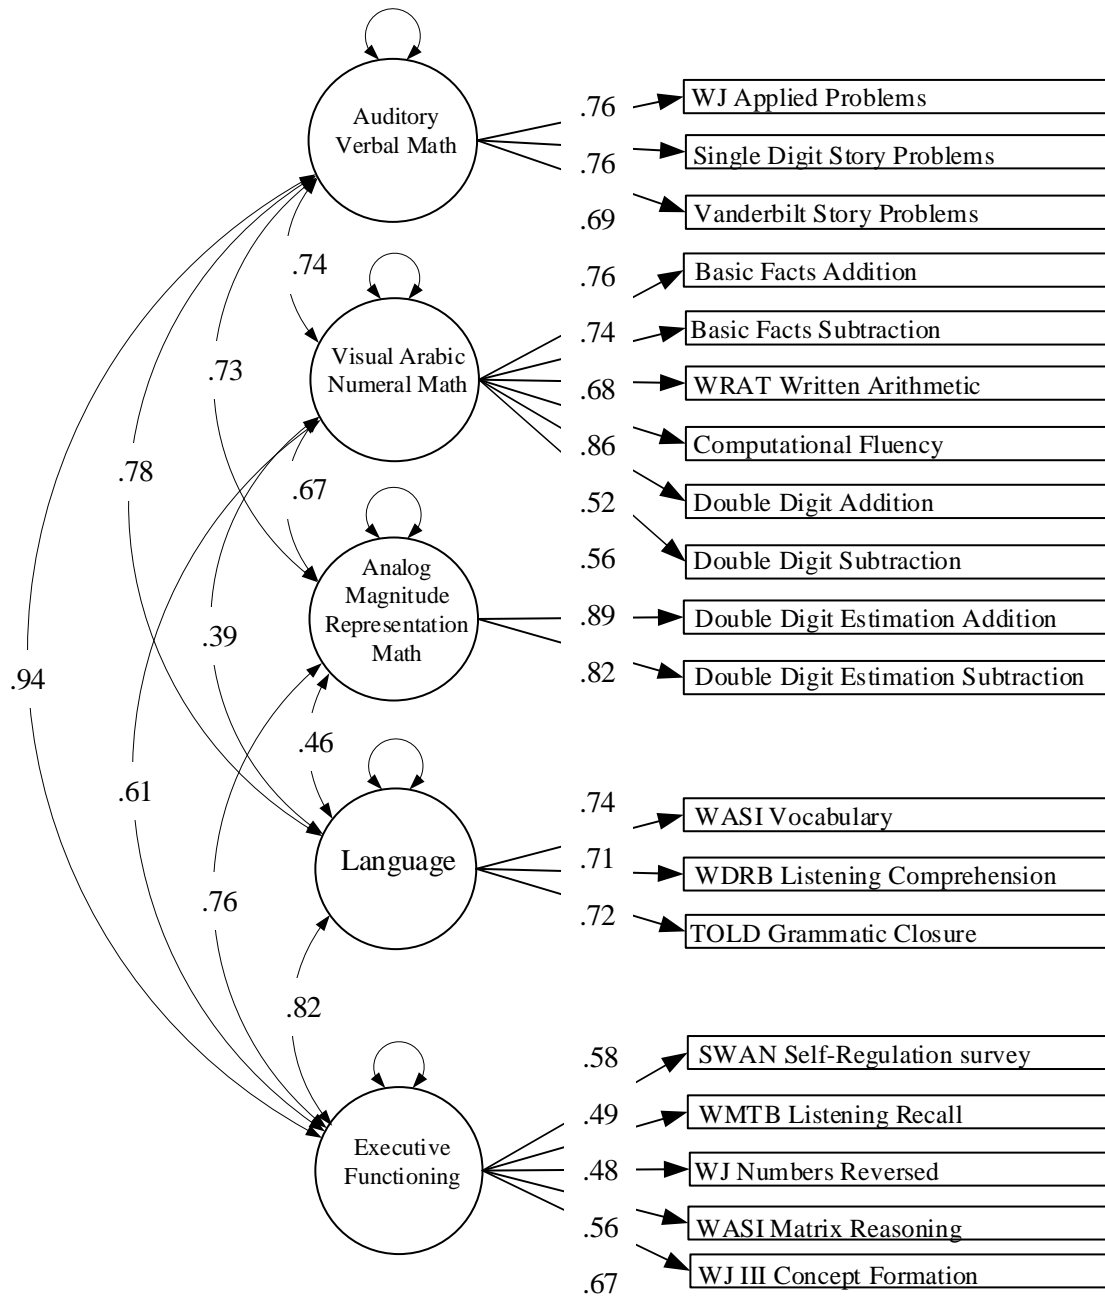 Auditory
Verbal Math
.76
WJ Applied Problems
.76
Single Digit Story Problems
.69
Vanderbilt Story Problems
.74
Visual Arabic
Numeral Math
.76
Basic Facts Addition
.74
Basic Facts Subtraction
.68
WRAT Written Arithmetic
.86
Computational Fluency
.52
Double Digit Addition
.56
Double Digit Subtraction
.73
.78
.67
Analog
Magnitude
Representation
Math
.89
Double Digit Estimation Addition
.82
Double Digit Estimation Subtraction
.39
.94
.46
.61
Language
.74
WASI Vocabulary
.71
WDRB Listening Comprehension
.72
TOLD Grammatic Closure
.76
.82
Executive
Functioning
.58
SWAN Self-Regulation survey
.49
WMTB Listening Recall
.48
WJ Numbers Reversed
.56
WASI Matrix Reasoning
.67
WJ III Concept Formation